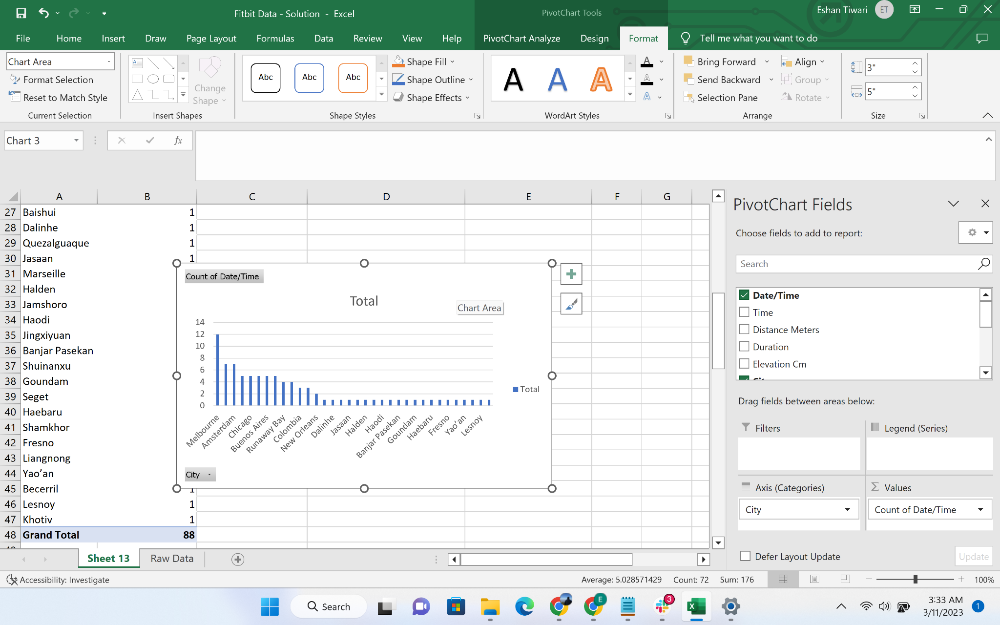 Fitbit Data - Solution - Excel
PivotChart Tools
Eshan Tiwari
ET
File
Home
Insert
Draw
Page Layout
Formulas
Data
Review
View
Help
PivotChart Analyze
Design
Format
Tell me what you want to do
Chart Area
Format Selection
Reset to Match Style
Current Selection
A
Change
Shape
Insert Shapes
Abc
Abc
Abc
Shape Fill
Shape Outline
Shape Effects
Shape Styles
A
A
A
A
A
A
WordArt Styles
Bring Forward
Send Backward
Selection Pane
Align
Group
Rotate
Arrange
3"
5"
Size
Chart 3
fx
A
B
C
D
E
F
G
27 Baishui 1
28 Dalinhe 1
29 Quezalguaque 1
30 Jasaan 1
31 Marseille
32 Halden
33 Jamshoro
34 Haodi
35 Jingxiyuan
36 Banjar Pasekan
37 Shuinanxu
38 Goundam
39 Seget
40 Haebaru
41 Shamkhor
42 Fresno
43 Liangnong
44 Yao’an
45 Becerril 1
46 Lesnoy 1
47 Khotiv 1
48 Grand Total 88
Count of Date/Time
Total
Chart Area
14
12
10
8
6
4
2
0
Melbourne
Amsterdam
Chicago
Buenos Aires
Runaway Bay
Colombia
New Orleans
Dalinhe
Jasaan
Halden
Haodi
Banjar Pasekan
Goundam
Haebaru
Fresno
Yao’an
Lesnoy
Total
City
PivotChart Fields
Choose fields to add to report:
Search
Date/Time
Time
Distance Meters
Duration
Elevation Cm
Drag fields between areas below:
Filters
Legend (Series)
Axis (Categories)
Σ Values
City
Count of Date/Time
Defer Layout Update
Update
Sheet 13
Raw Data
Accessibility: Investigate
Average: 5.028571429
Count: 72
Sum: 176
100%
Search
E
3
X
3:33 AM
3/11/2023
1